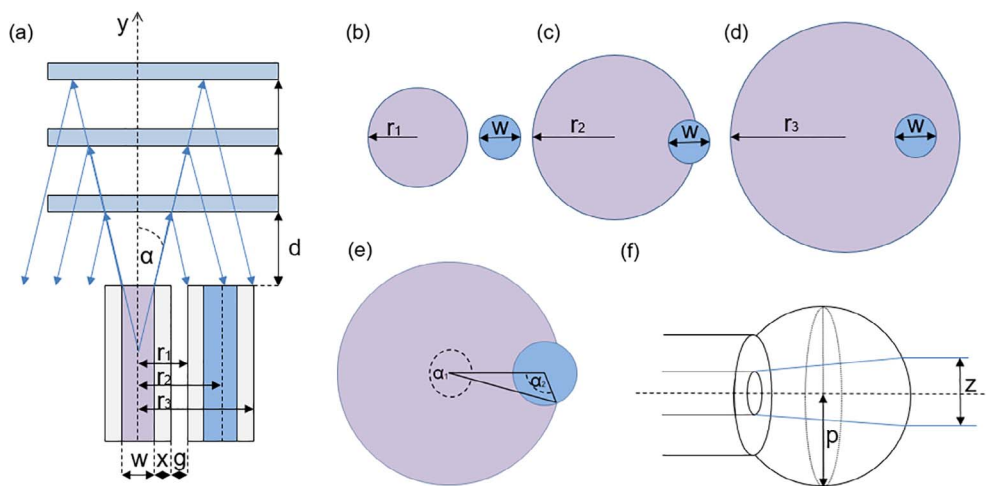 (a)
y
α
d
r1
r2
r3
w
x
g
(b)
r1
w
(c)
r2
w
(d)
r3
w
(e)
α1
α2
(f)
p
z